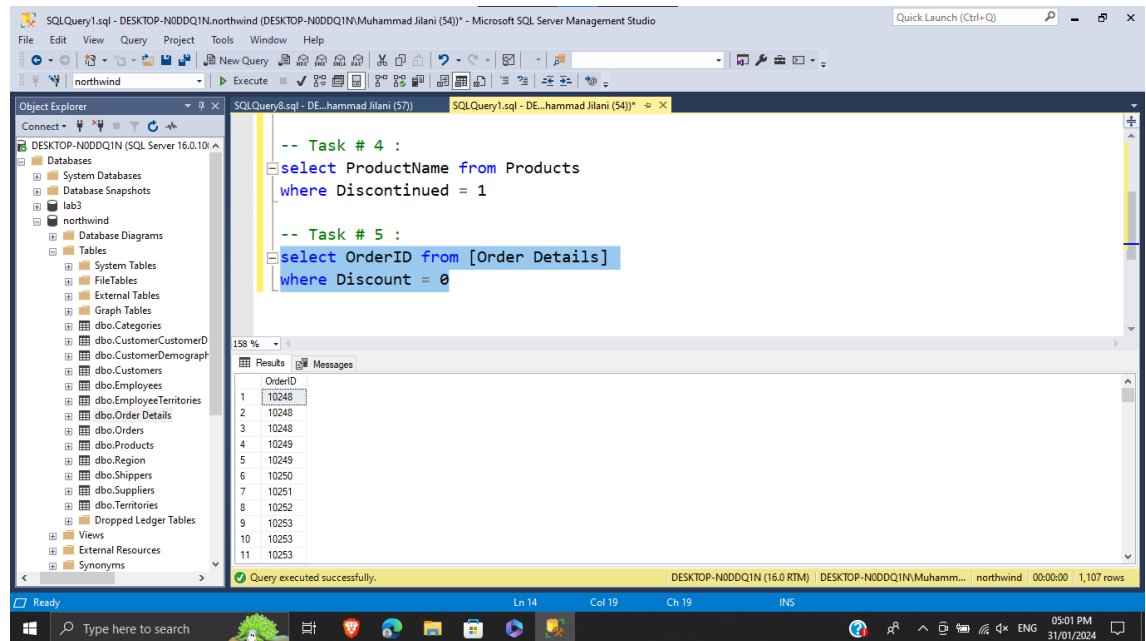 SQLQuery1.sql - DESKTOP-N0DDQ1N.northwind (DESKTOP-N0DDQ1N\Muhammad Jilani (54))* - Microsoft SQL Server Management Studio
Quick Launch (Ctrl+Q)
File Edit View Query Project Tools Window Help
New Query
northwind
Execute
Object Explorer
SQLQuery8.sql - DE...hammad Jilani (57))
SQLQuery1.sql - DE...hammad Jilani (54))*
Connect
DESKTOP-N0DDQ1N (SQL Server 16.0.10
Databases
System Databases
Database Snapshots
lab3
northwind
Database Diagrams
Tables
System Tables
FileTables
External Tables
Graph Tables
dbo.Categories
dbo.CustomerCustomerD
dbo.CustomerDemograph
dbo.Customers
dbo.Employees
dbo.EmployeeTerritories
dbo.Order Details
dbo.Orders
dbo.Products
dbo.Region
dbo.Shippers
dbo.Suppliers
dbo.Territories
Dropped Ledger Tables
Views
External Resources
Synonyms
-- Task # 4 :
select ProductName from Products
where Discontinued = 1
-- Task # 5 :
select OrderID from [Order Details]
where Discount = 0
158 %
Results Messages
OrderID
1 10248
2 10248
3 10248
4 10249
5 10249
6 10250
7 10251
8 10252
9 10253
10 10253
11 10253
Query executed successfully.
DESKTOP-N0DDQ1N (16.0 RTM) DESKTOP-N0DDQ1N\Muhamm... northwind 00:00:00 1,107 rows
Ready Ln 14 Col 19 Ch 19 INS
Type here to search
ENG
05:01 PM
31/01/2024